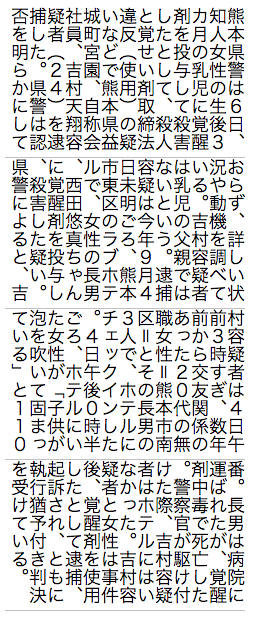 熊本県警は6日、
知人女性の生後3
カ月の乳児に覚醒
剤を投与して殺害
したとして、殺人
と覚せい剤取締法
違反(使用)の疑
いなどで熊本県益
城町宮園、自称会
社員、吉村天翔容
疑者(24)を逮
捕した。県警は認
否を明らかにして
おらず、詳しい状
況や動機を調べて
いる。吉村容疑者
は乳児の父親では
ないという。逮捕
容疑は今年9月4
日未明ごろ、熊本
市東区のラブホテ
ルで、女性の長男
、西田悠真ちゃん
に覚醒剤を投与し
、殺害した疑い。
県警によると、吉
村容疑者は4日午
前3時すぎ、数年
前から交友関係の
あった20代の無
職女性=熊本市南
区=とその長男の
3人で、ホテルに
チェックインした
。4日午後0時半
ごろ、ホテルにい
た女性が「子供が
泡を吹いて固まっ
ている」と110
番。長男は病院に
運ばれたが、覚醒
剤中毒で死亡した
。警察官が駆け付
けた際、吉村容疑
者はホテルにはい
なかった。吉村容
疑者と女性は事件
後、覚醒剤を使用
したとして逮捕、
起訴され、ともに
執行猶予付き判決
を受けている。